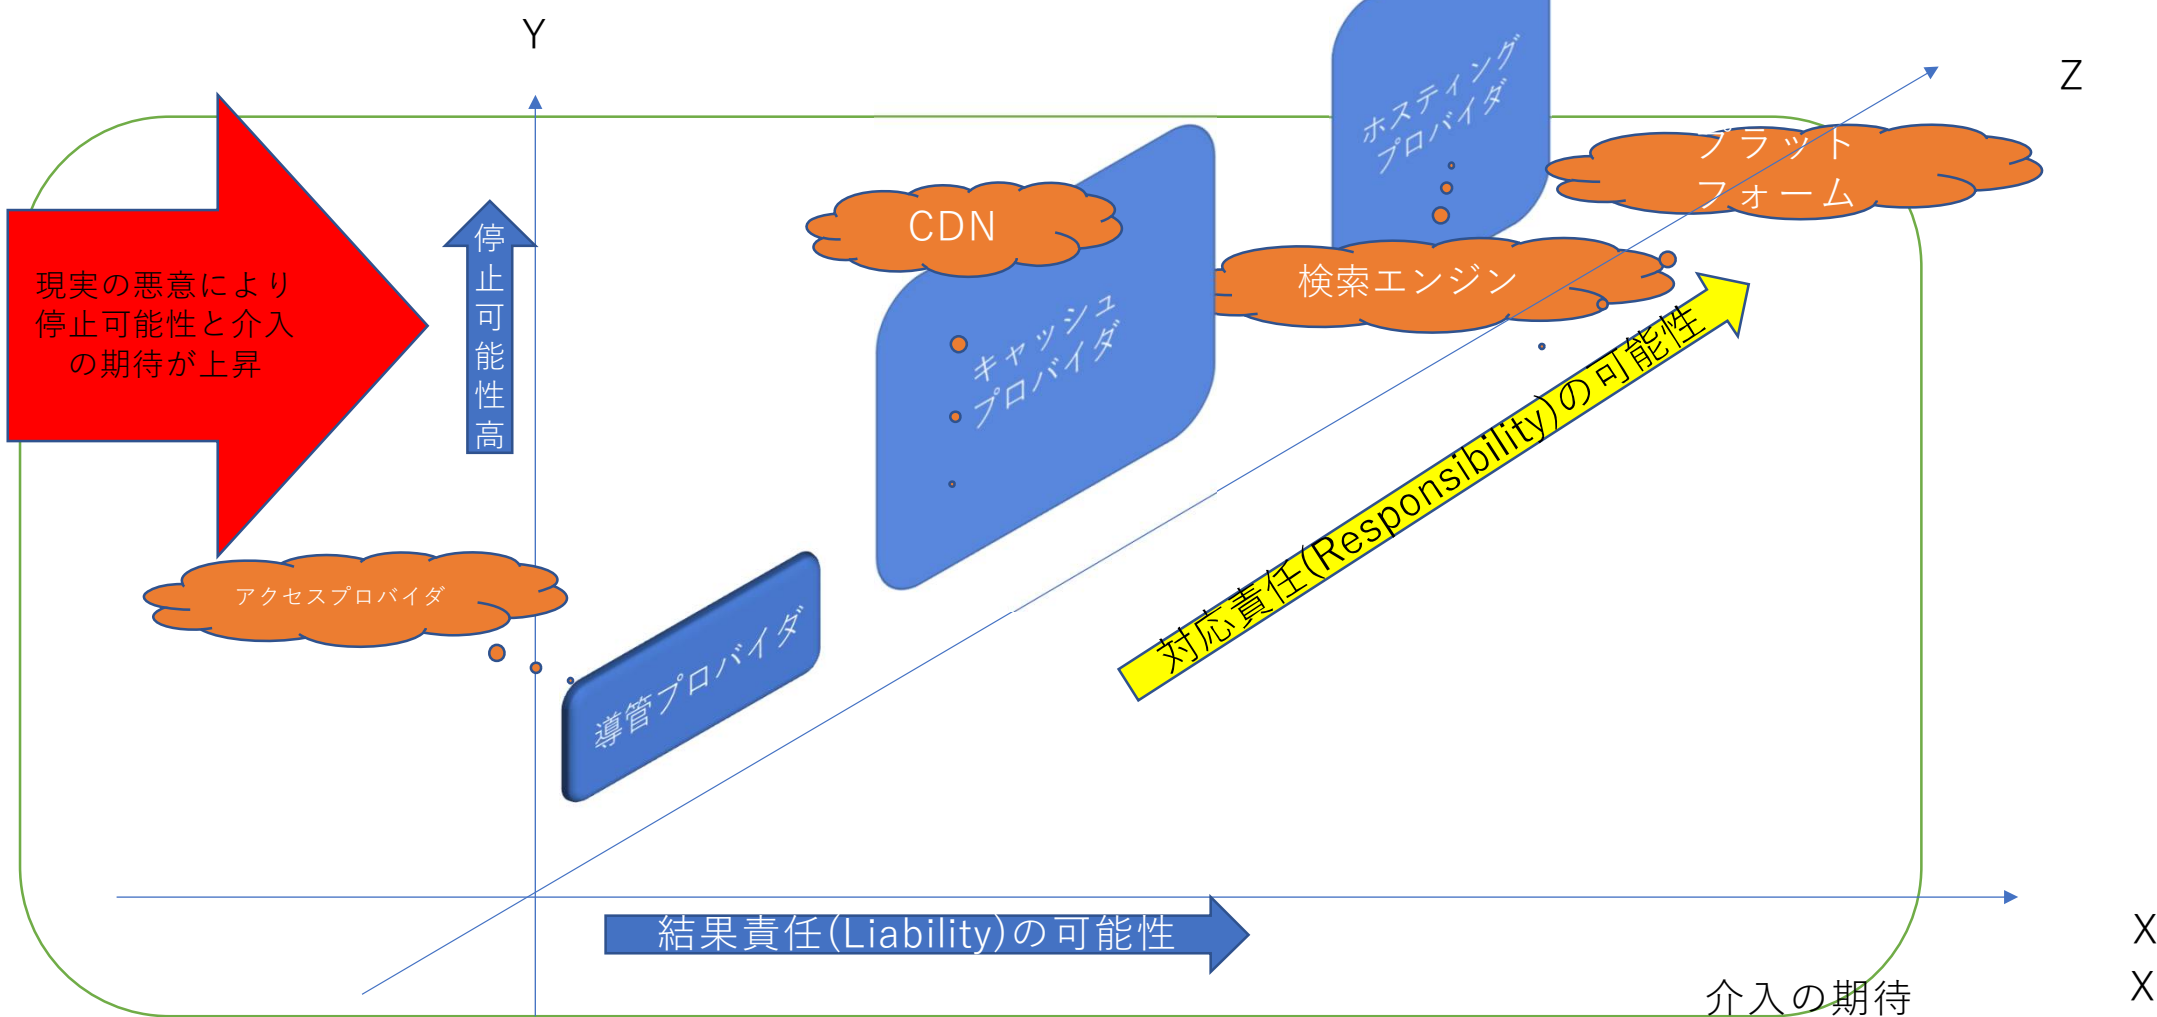 Y
Z
ホスティング
プロバイダ
プラット
フォーム
CDN
検索エンジン
停止可能性高
現実の悪意により
停止可能性と介入
の期待が上昇
キャッシュ
プロバイダ
対応責任(Responsibility)の可能性
アクセスプロバイダ
導管プロバイダ
結果責任(Liability)の可能性
X
介入の期待
X